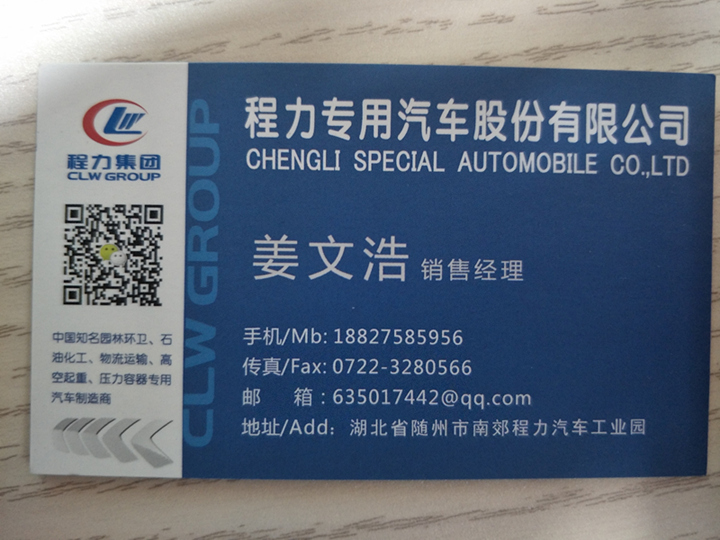 程力集团
CLW GROUP
中国知名园林环卫、石
油化工、物流运输、高
空起重、压力容器专用
汽车制造商
CLW GROUP
程力专用汽车股份有限公司
CHENGLI SPECIAL AUTOMOBILE CO.,LTD
姜文浩 销售经理
手机/Mb: 18827585956
传真/Fax: 0722-3280566
邮 箱：635017442@qq.com
地址/Add：湖北省随州市南郊程力汽车工业园